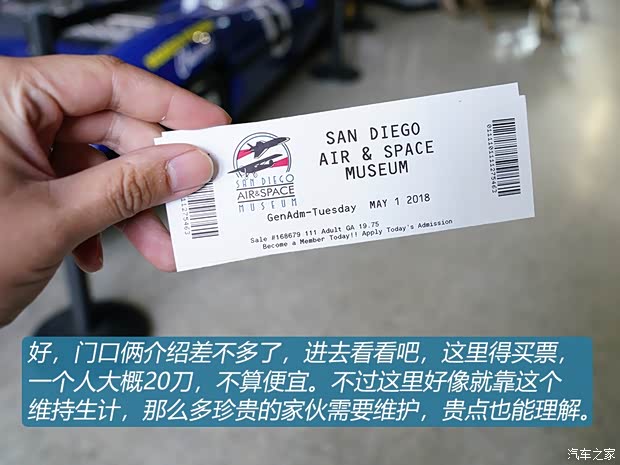 SAN DIEGO
AIR & SPACE
MUSEUM
SAN DIEGO
AIR&SPACE
MUSEUM
GenAdm-Tuesday MAY 1 2018
Sale #168679 111 Adult GA 19.75
Become a Member Today!! Apply Today's Admission
好，门口俩介绍差不多了，进去看看吧，这里得买票，
一个人大概20刀，不算便宜。不过这里好像就靠这个
维持生计，那么多珍贵的家伙需要维护，贵点也能理解。
汽车之家